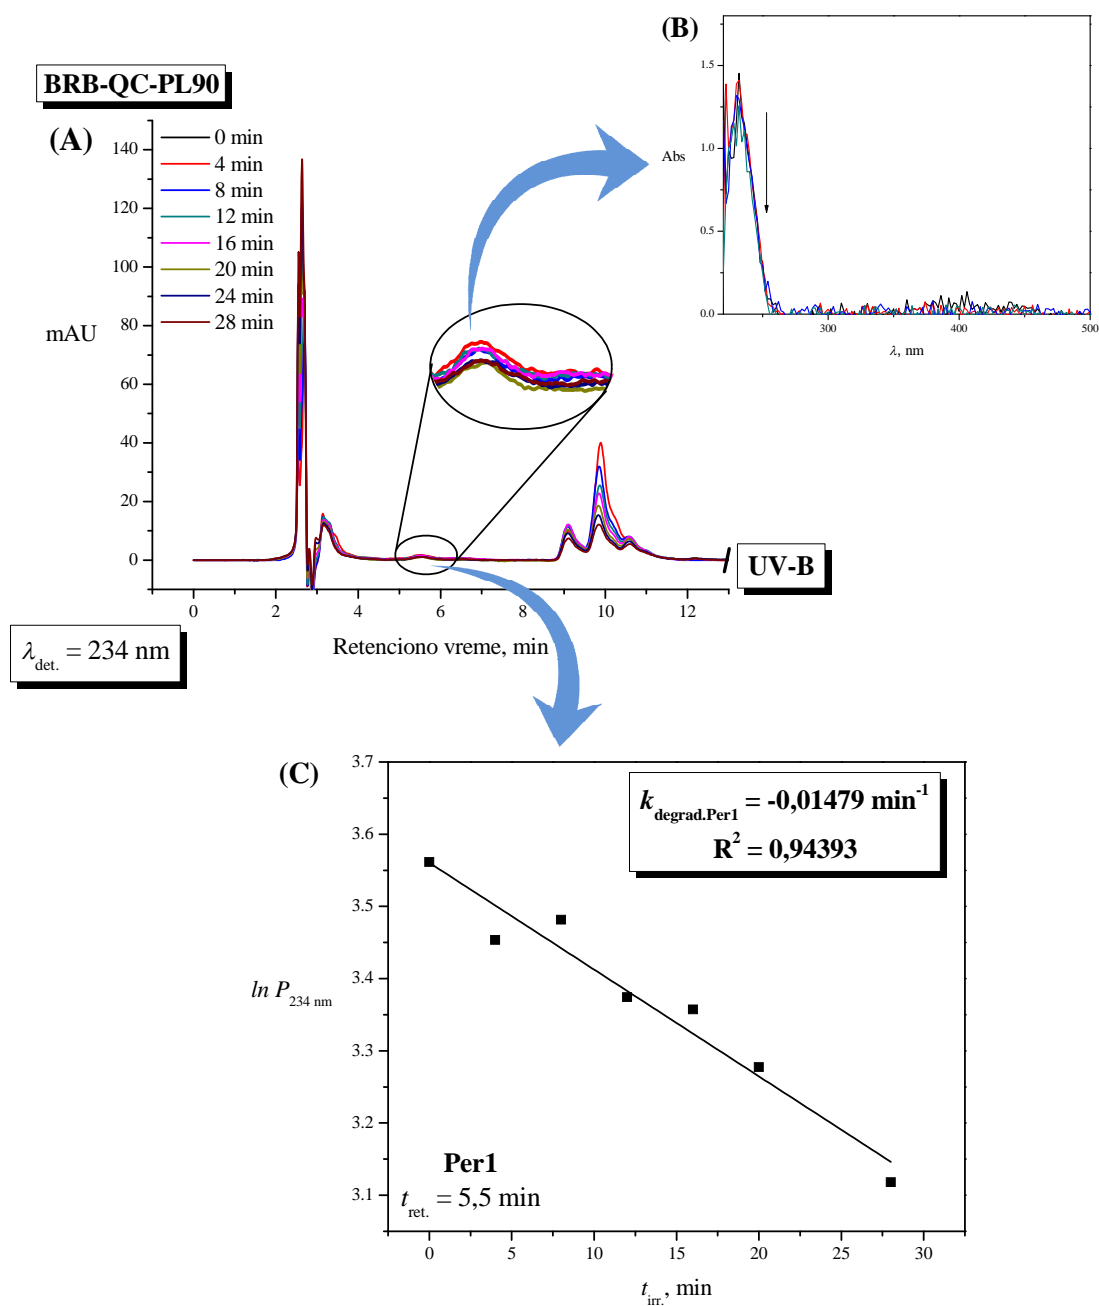 BRB-QC-PL90
(A)
0 min
4 min
8 min
12 min
16 min
20 min
24 min
28 min
140
120
100
80
60
40
20
0
mAU
0 2 4 6 8 10 12
Retenciono vreme, min
UV-B
λdet. = 234 nm
(B)
1.5
1.0
0.5
0.0
Abs
300 400 500
λ, nm
(C)
3.7
3.6
3.5
3.4
3.3
3.2
3.1
ln P234 nm
kdegrad.Per1 = -0,01479 min-1
R2 = 0,94393
Per1
tret. = 5,5 min
0 5 10 15 20 25 30
tirr., min